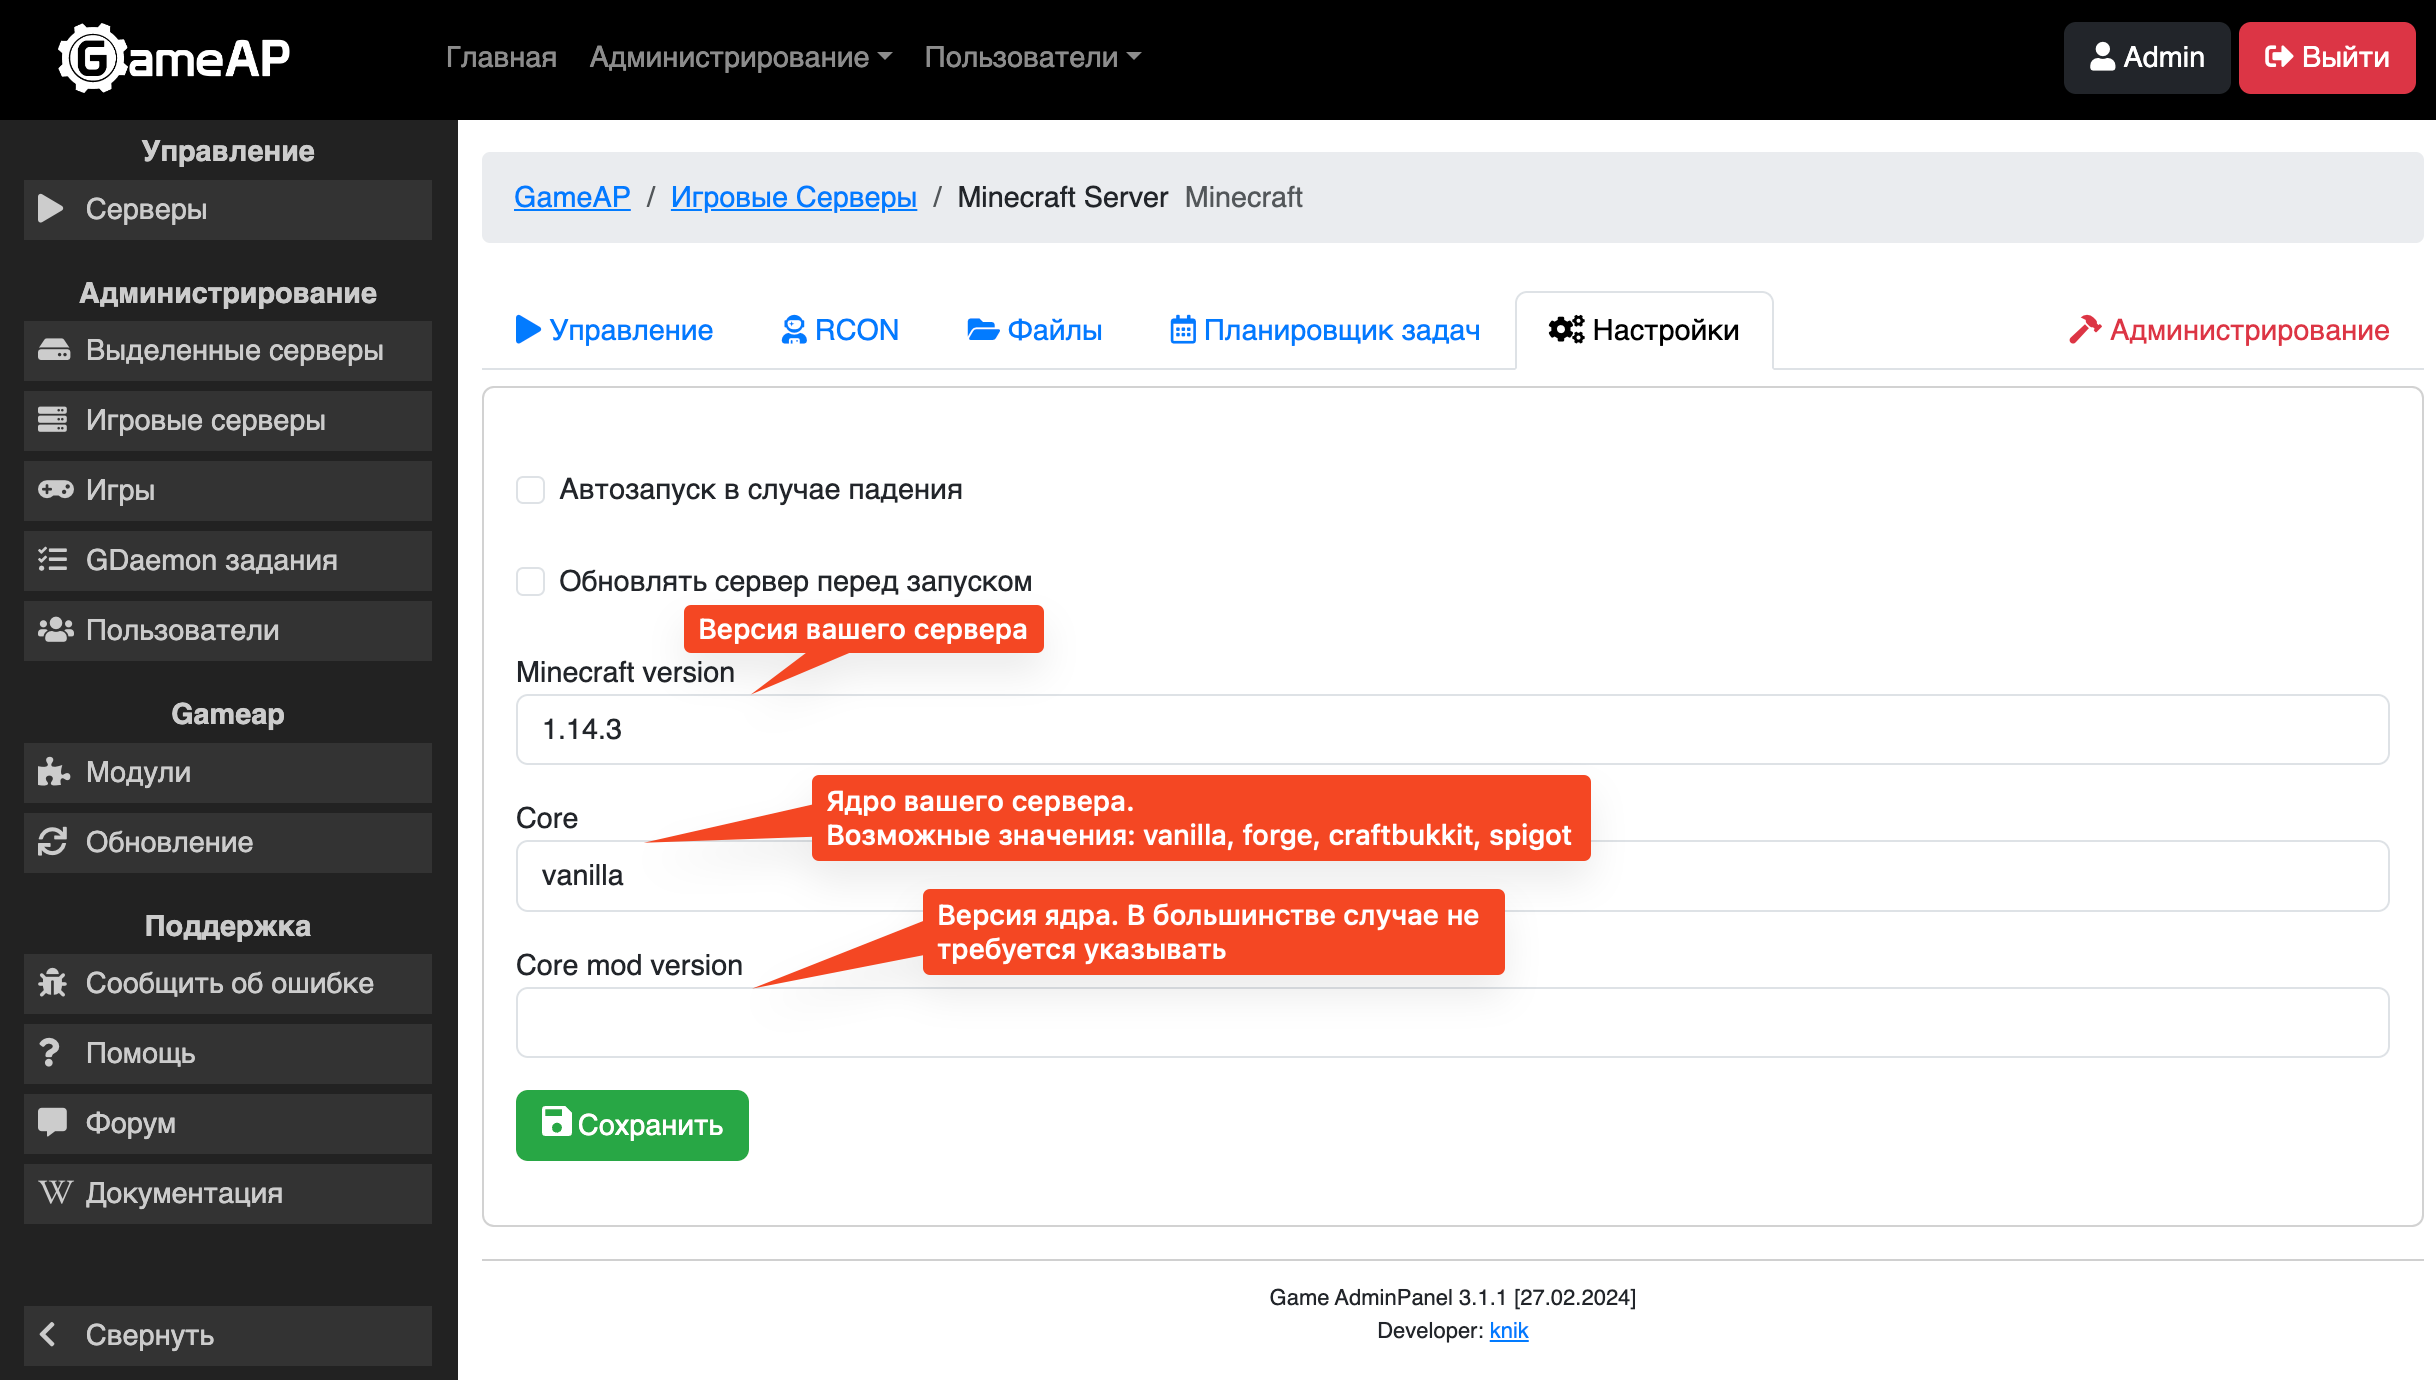 GameAP
Главная
Администрирование
Пользователи
Admin
Выйти
Управление
Серверы
Администрирование
Выделенные серверы
Игровые серверы
Игры
GDaemon задания
Пользователи
Gameap
Модули
Обновление
Поддержка
Сообщить об ошибке
Помощь
Форум
Документация
Свернуть
GameAP / Игровые Серверы / Minecraft Server Minecraft
Управление
RCON
Файлы
Планировщик задач
Настройки
Администрирование
Автозапуск в случае падения
Обновлять сервер перед запуском
Версия вашего сервера
Minecraft version
1.14.3
Ядро вашего сервера.
Возможные значения: vanilla, forge, craftbukkit, spigot
Core
vanilla
Версия ядра. В большинстве случае не
требуется указывать
Core mod version
Сохранить
Game AdminPanel 3.1.1 [27.02.2024]
Developer: knik